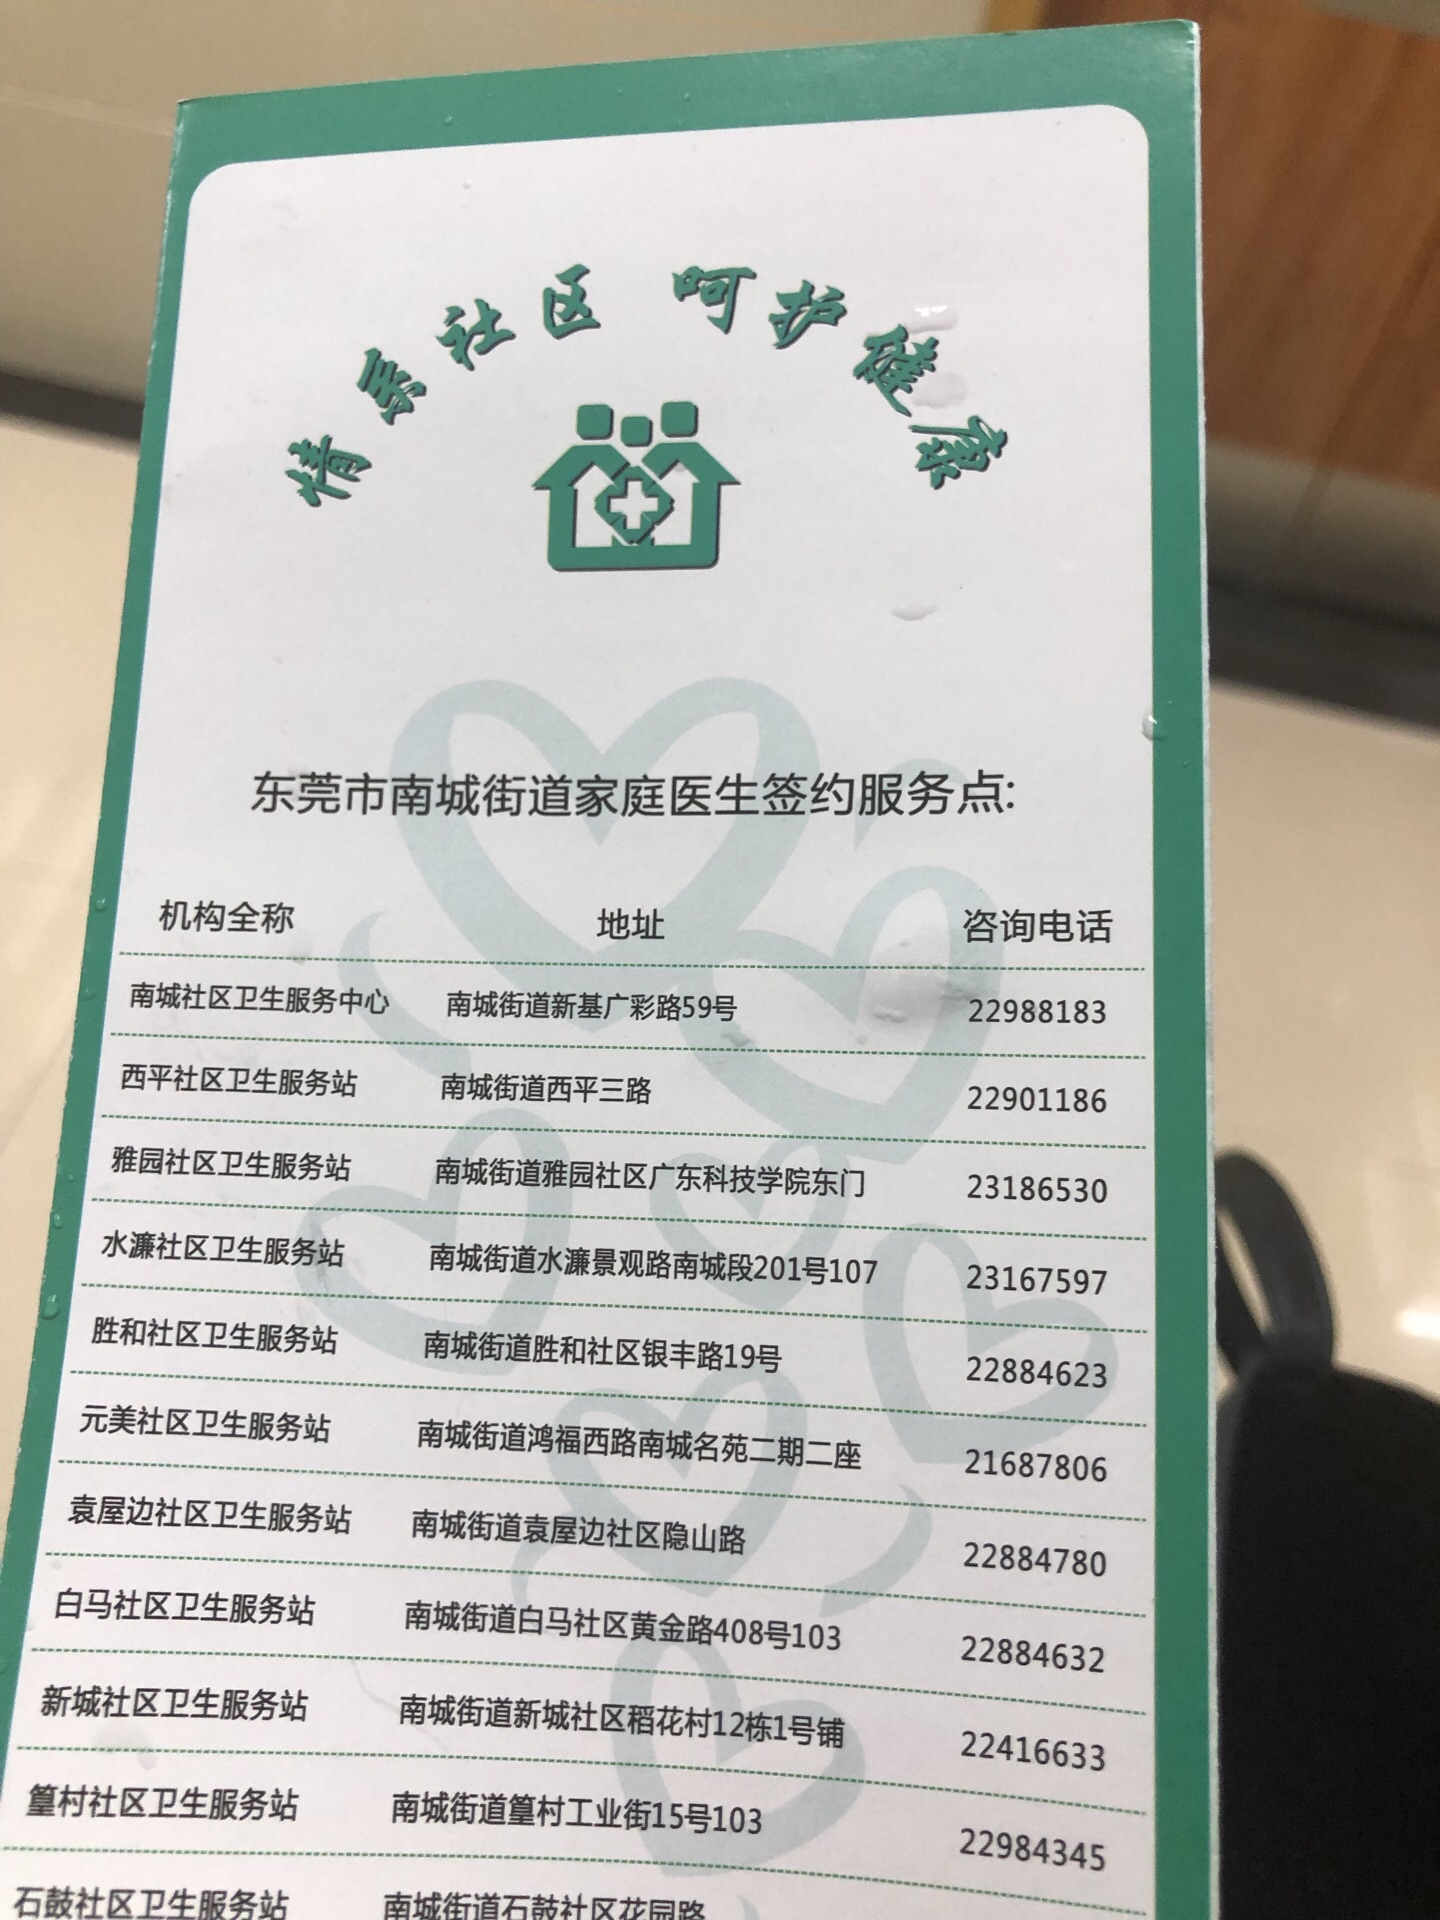 情系社区 呵护健康
东莞市南城街道家庭医生签约服务点:
机构全称 地址 咨询电话
南城社区卫生服务中心 南城街道新基广彩路59号 22988183
西平社区卫生服务站 南城街道西平三路 22901186
雅园社区卫生服务站 南城街道雅园社区广东科技学院东门 23186530
水濂社区卫生服务站 南城街道水濂景观路南城段201号107 23167597
胜和社区卫生服务站 南城街道胜和社区银丰路19号 22884623
元美社区卫生服务站 南城街道鸿福西路南城名苑二期二座 21687806
袁屋边社区卫生服务站 南城街道袁屋边社区隐山路 22884780
白马社区卫生服务站 南城街道白马社区黄金路408号103 22884632
新城社区卫生服务站 南城街道新城社区稻花村12栋1号铺 22416633
篁村社区卫生服务站 南城街道篁村工业街15号103 22984345
石鼓社区卫生服务站 南城街道石鼓社区花园路